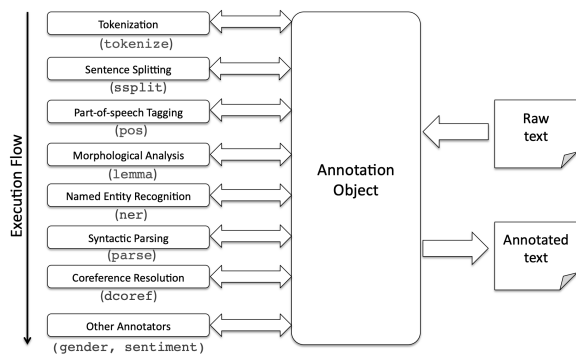 Execution Flow
Tokenization
(tokenize)
Sentence Splitting
(ssplit)
Part-of-speech Tagging
(pos)
Morphological Analysis
(lemma)
Named Entity Recognition
(ner)
Syntactic Parsing
(parse)
Coreference Resolution
(dcoref)
Other Annotators
(gender, sentiment)
Annotation
Object
Raw
text
Annotated
text